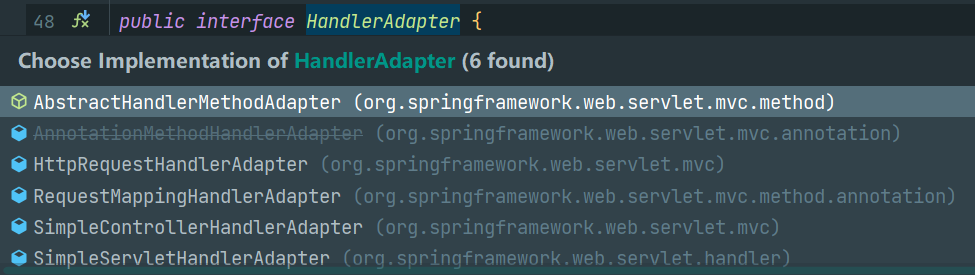 48 public interface HandlerAdapter {
Choose Implementation of HandlerAdapter (6 found)
AbstractHandlerMethodAdapter (org.springframework.web.servlet.mvc.method)
AnnotationMethodHandlerAdapter (org.springframework.web.servlet.mvc.annotation)
HttpRequestHandlerAdapter (org.springframework.web.servlet.mvc)
RequestMappingHandlerAdapter (org.springframework.web.servlet.mvc.method.annotation)
SimpleControllerHandlerAdapter (org.springframework.web.servlet.mvc)
SimpleServletHandlerAdapter (org.springframework.web.servlet.handler)